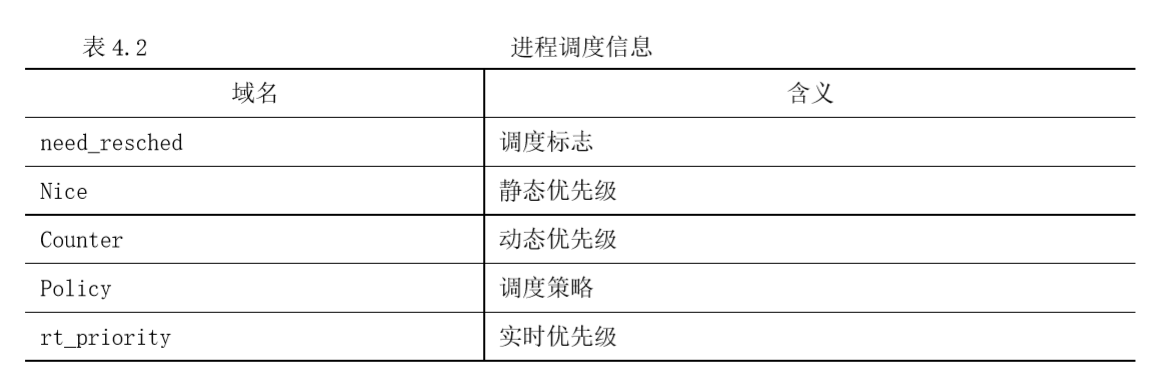 表 4.2 进程调度信息
域名 含义
need_resched 调度标志
Nice 静态优先级
Counter 动态优先级
Policy 调度策略
rt_priority 实时优先级